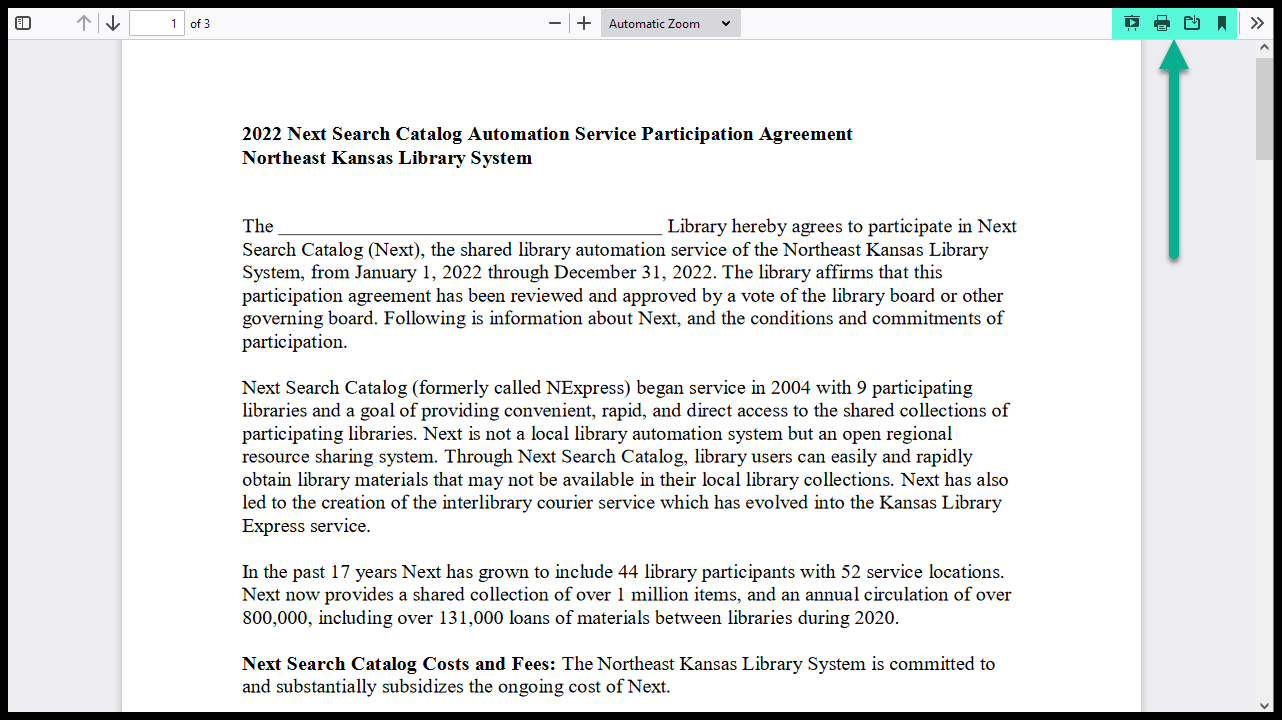 1 of 3 Automatic Zoom
2022 Next Search Catalog Automation Service Participation Agreement
Northeast Kansas Library System
The ________________________________________ Library hereby agrees to participate in Next
Search Catalog (Next), the shared library automation service of the Northeast Kansas Library
System, from January 1, 2022 through December 31, 2022. The library affirms that this
participation agreement has been reviewed and approved by a vote of the library board or other
governing board. Following is information about Next, and the conditions and commitments of
participation.
Next Search Catalog (formerly called NExpress) began service in 2004 with 9 participating
libraries and a goal of providing convenient, rapid, and direct access to the shared collections of
participating libraries. Next is not a local library automation system but an open regional
resource sharing system. Through Next Search Catalog, library users can easily and rapidly
obtain library materials that may not be available in their local library collections. Next has also
led to the creation of the interlibrary courier service which has evolved into the Kansas Library
Express service.
In the past 17 years Next has grown to include 44 library participants with 52 service locations.
Next now provides a shared collection of over 1 million items, and an annual circulation of over
800,000, including over 131,000 loans of materials between libraries during 2020.
Next Search Catalog Costs and Fees: The Northeast Kansas Library System is committed to
and substantially subsidizes the ongoing cost of Next.